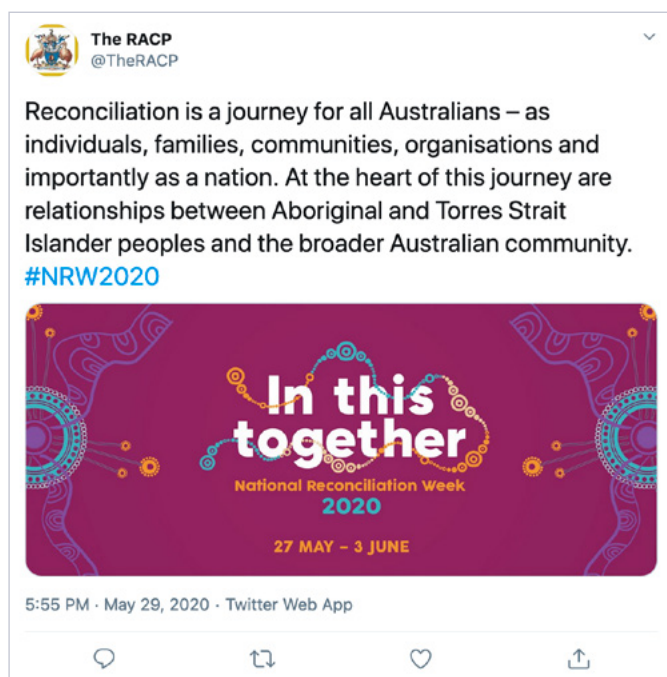 The RACP
@TheRACP
Reconciliation is a journey for all Australians – as
individuals, families, communities, organisations and
importantly as a nation. At the heart of this journey are
relationships between Aboriginal and Torres Strait
Islander peoples and the broader Australian community.
#NRW2020
In this
together
National Reconciliation Week
2020
27 MAY – 3 JUNE
5:55 PM · May 29, 2020 · Twitter Web App